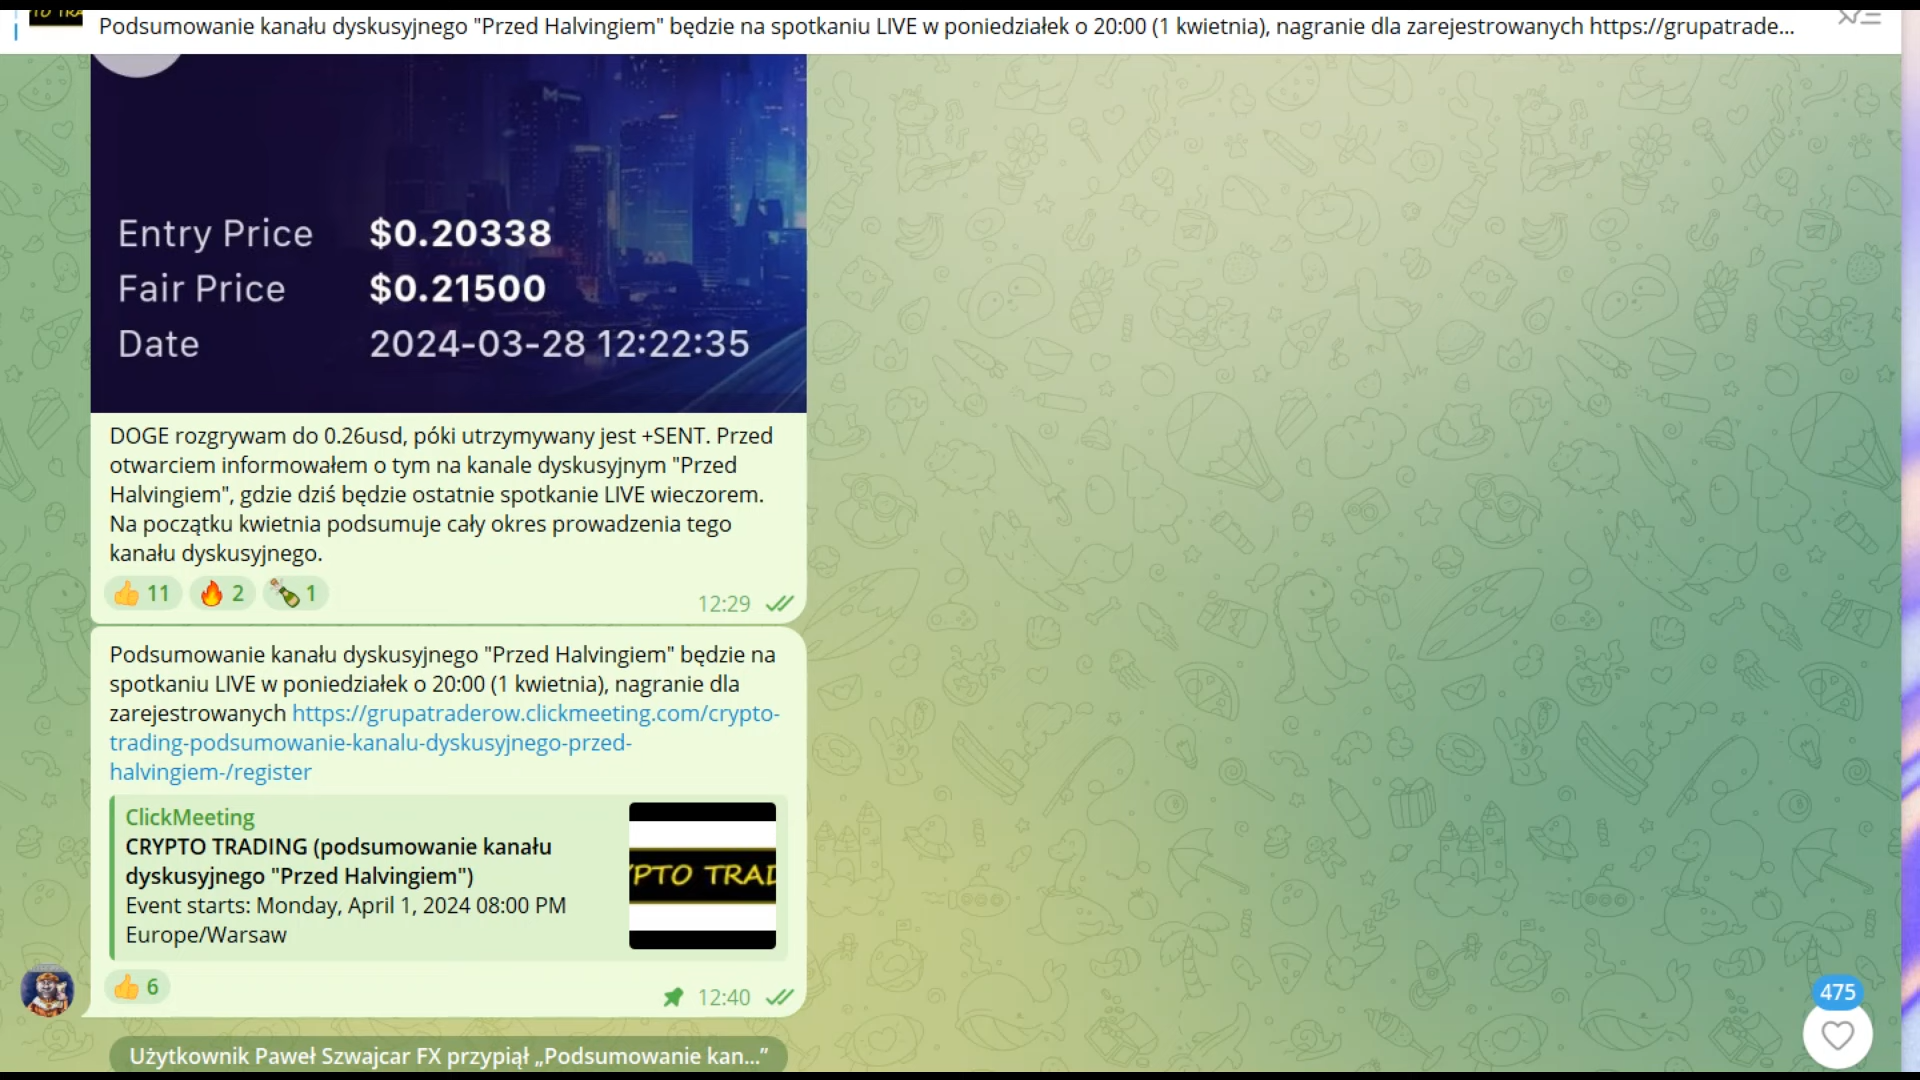 Podsumowanie kanału dyskusyjnego "Przed Halvingiem" będzie na spotkaniu LIVE w poniedziałek o 20:00 (1 kwietnia), nagranie dla zarejestrowanych https://grupatrade...
Entry Price $0.20338
Fair Price $0.21500
Date 2024-03-28 12:22:35
DOGE rozgrywam do 0.26usd, póki utrzymywany jest +SENT. Przed
otwarciem informowałem o tym na kanale dyskusyjnym "Przed
Halvingiem", gdzie dziś będzie ostatnie spotkanie LIVE wieczorem.
Na początku kwietnia podsumuje cały okres prowadzenia tego
kanału dyskusyjnego.
11 2 1
12:29
Podsumowanie kanału dyskusyjnego "Przed Halvingiem" będzie na
spotkaniu LIVE w poniedziałek o 20:00 (1 kwietnia), nagranie dla
zarejestrowanych https://grupatraderow.clickmeeting.com/crypto-
trading-podsumowanie-kanalu-dyskusyjnego-przed-
halvingiem-/register
ClickMeeting
CRYPTO TRADING (podsumowanie kanału
dyskusyjnego "Przed Halvingiem")
Event starts: Monday, April 1, 2024 08:00 PM
Europe/Warsaw
YPTO TRAD
6
12:40
475
Użytkownik Paweł Szwajcar FX przypiął „Podsumowanie kan...”